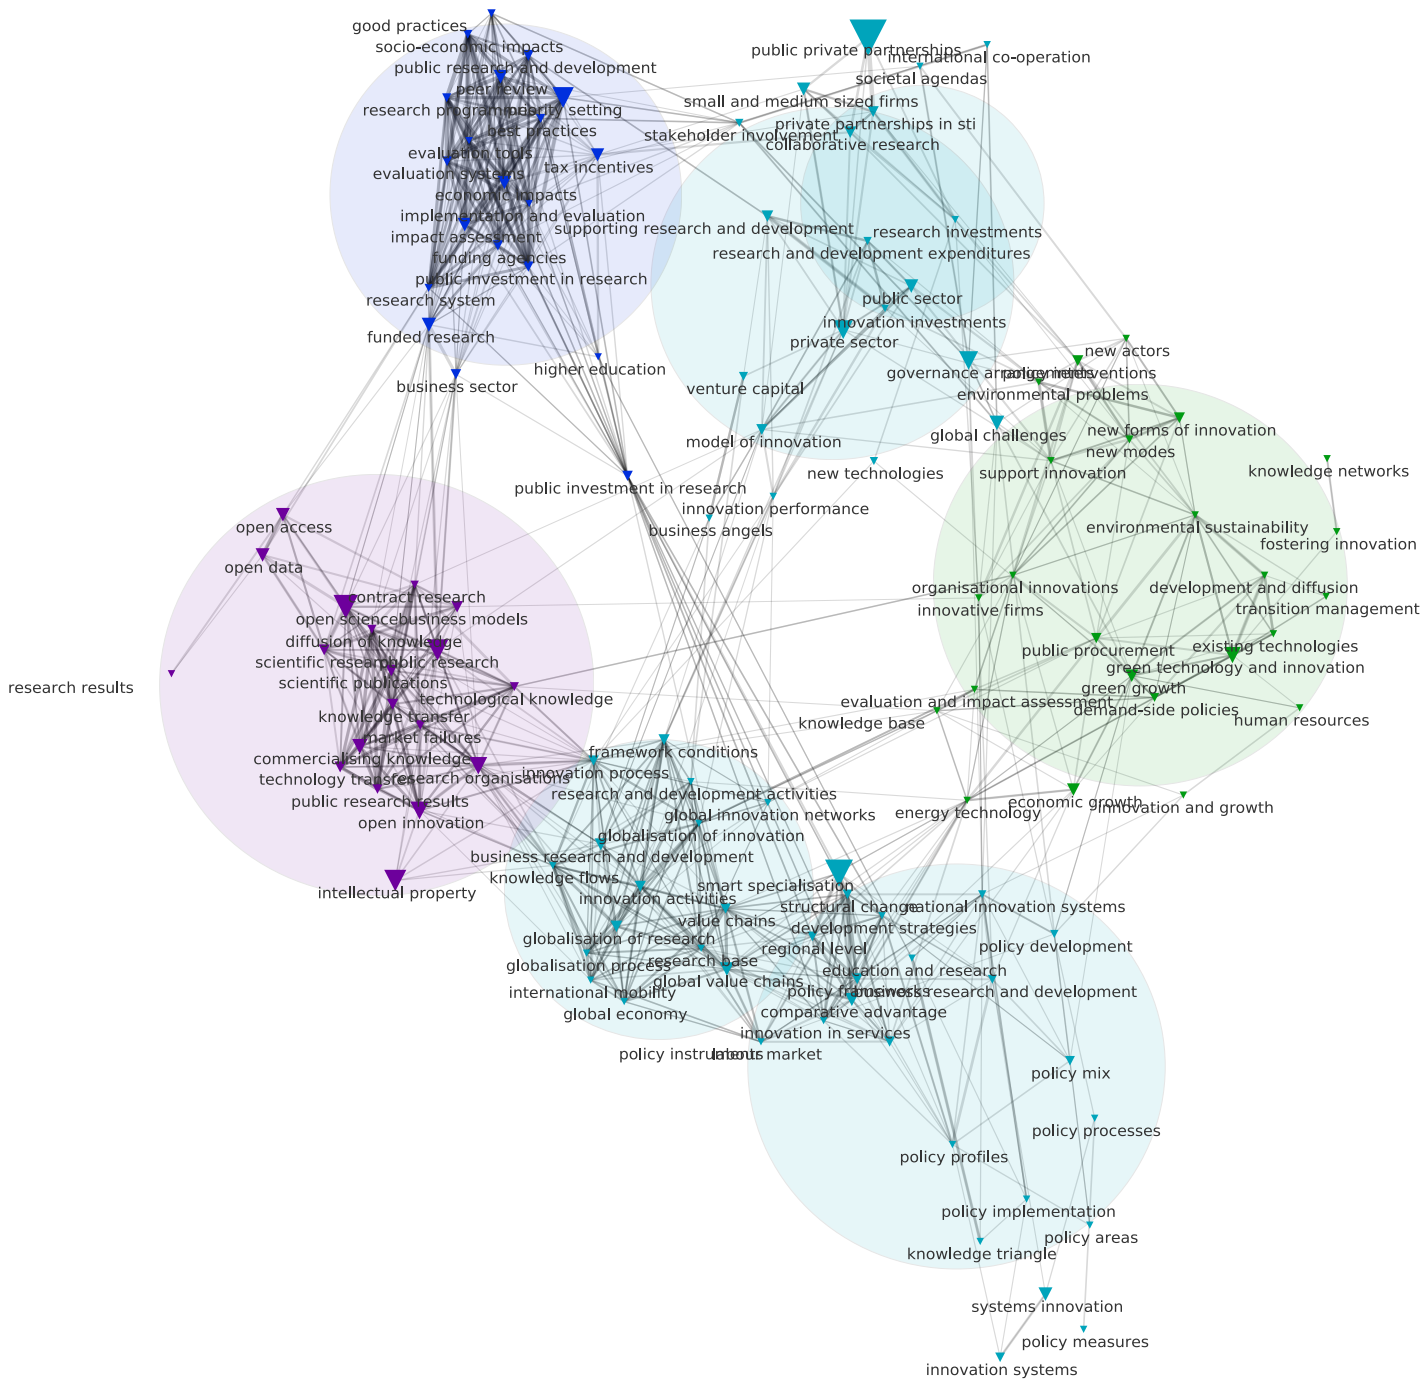 good practices
socio-economic impacts
public private partnerships
international co-operation
public research and development
societal agendas
peer review
small and medium sized firms
research programmes
priority setting
private partnerships in sti
best practices
stakeholder involvement
collaborative research
evaluation tools
tax incentives
evaluation systems
economic impacts
implementation and evaluation
supporting research and development
research investments
impact assessment
research and development expenditures
funding agencies
public investment in research
research system
public sector
innovation investments
funded research
private sector
new actors
higher education
governance arrangements
policy interventions
business sector
venture capital
environmental problems
new forms of innovation
model of innovation
global challenges
new modes
new technologies
support innovation
knowledge networks
public investment in research
innovation performance
open access
business angels
environmental sustainability
fostering innovation
open data
organisational innovations
development and diffusion
contract research
innovative firms
transition management
open science
business models
diffusion of knowledge
public procurement
existing technologies
scientific research
public research
green technology and innovation
scientific publications
research results
green growth
technological knowledge
evaluation and impact assessment
demand-side policies
knowledge transfer
knowledge base
human resources
market failures
framework conditions
commercialising knowledge
innovation process
technology transfer
research organisations
research and development activities
public research results
economic growth
innovation and growth
open innovation
global innovation networks
energy technology
globalisation of innovation
business research and development
knowledge flows
smart specialisation
intellectual property
innovation activities
structural change
national innovation systems
value chains
development strategies
globalisation of research
regional level
policy development
research base
globalisation process
education and research
global value chains
international mobility
policy frameworks
business research and development
global economy
comparative advantage
innovation in services
policy instruments
labour market
policy mix
policy processes
policy profiles
policy implementation
policy areas
knowledge triangle
systems innovation
policy measures
innovation systems